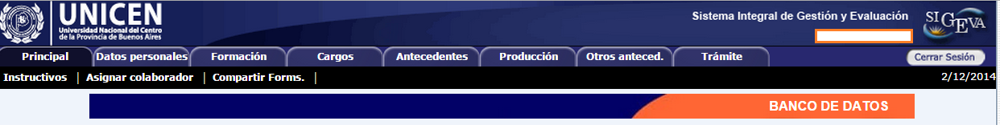 UNICEN
Universidad Nacional del Centro
de la Provincia de Buenos Aires
Sistema Integral de Gestión y Evaluación
SIGEVA
Principal Datos personales Formación Cargos Antecedentes Producción Otros anteced. Trámite Cerrar Sesión
Instructivos | Asignar colaborador | Compartir Forms. | 2/12/2014
BANCO DE DATOS